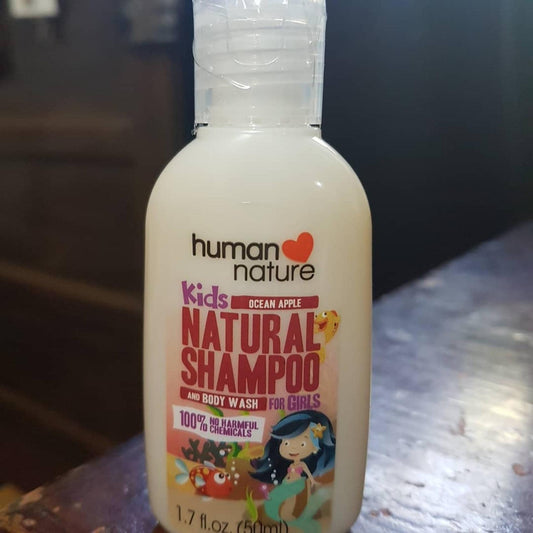 human
nature
Kids
OCEAN APPLE
NATURAL
SHAMPOO
AND BODY WASH FOR GIRLS
100% NO HARMFUL
CHEMICALS
1.7 fl.oz. (50ml)